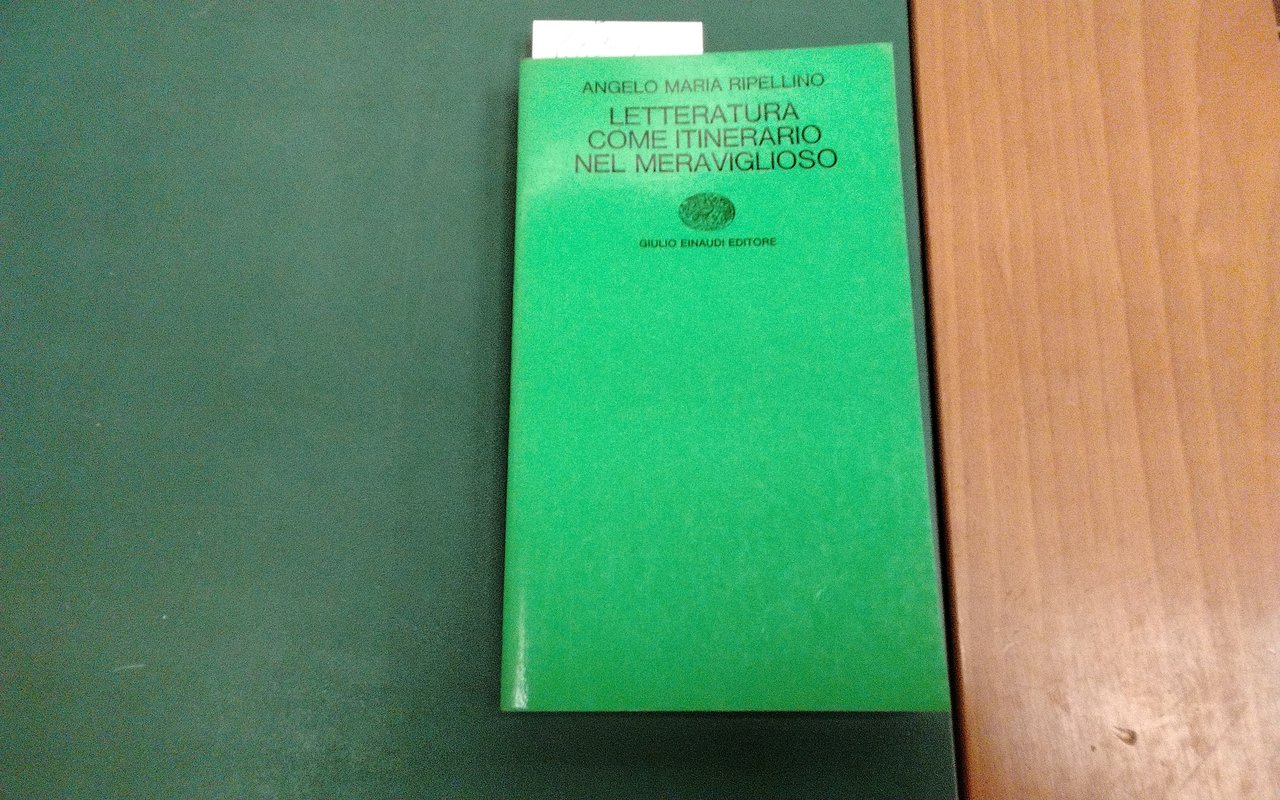 ANGELO MARIA RIPELLINO
LETTERATURA
COME ITINERARIO
NEL MERAVIGLIOSO
GIULIO EINAUDI EDITORE